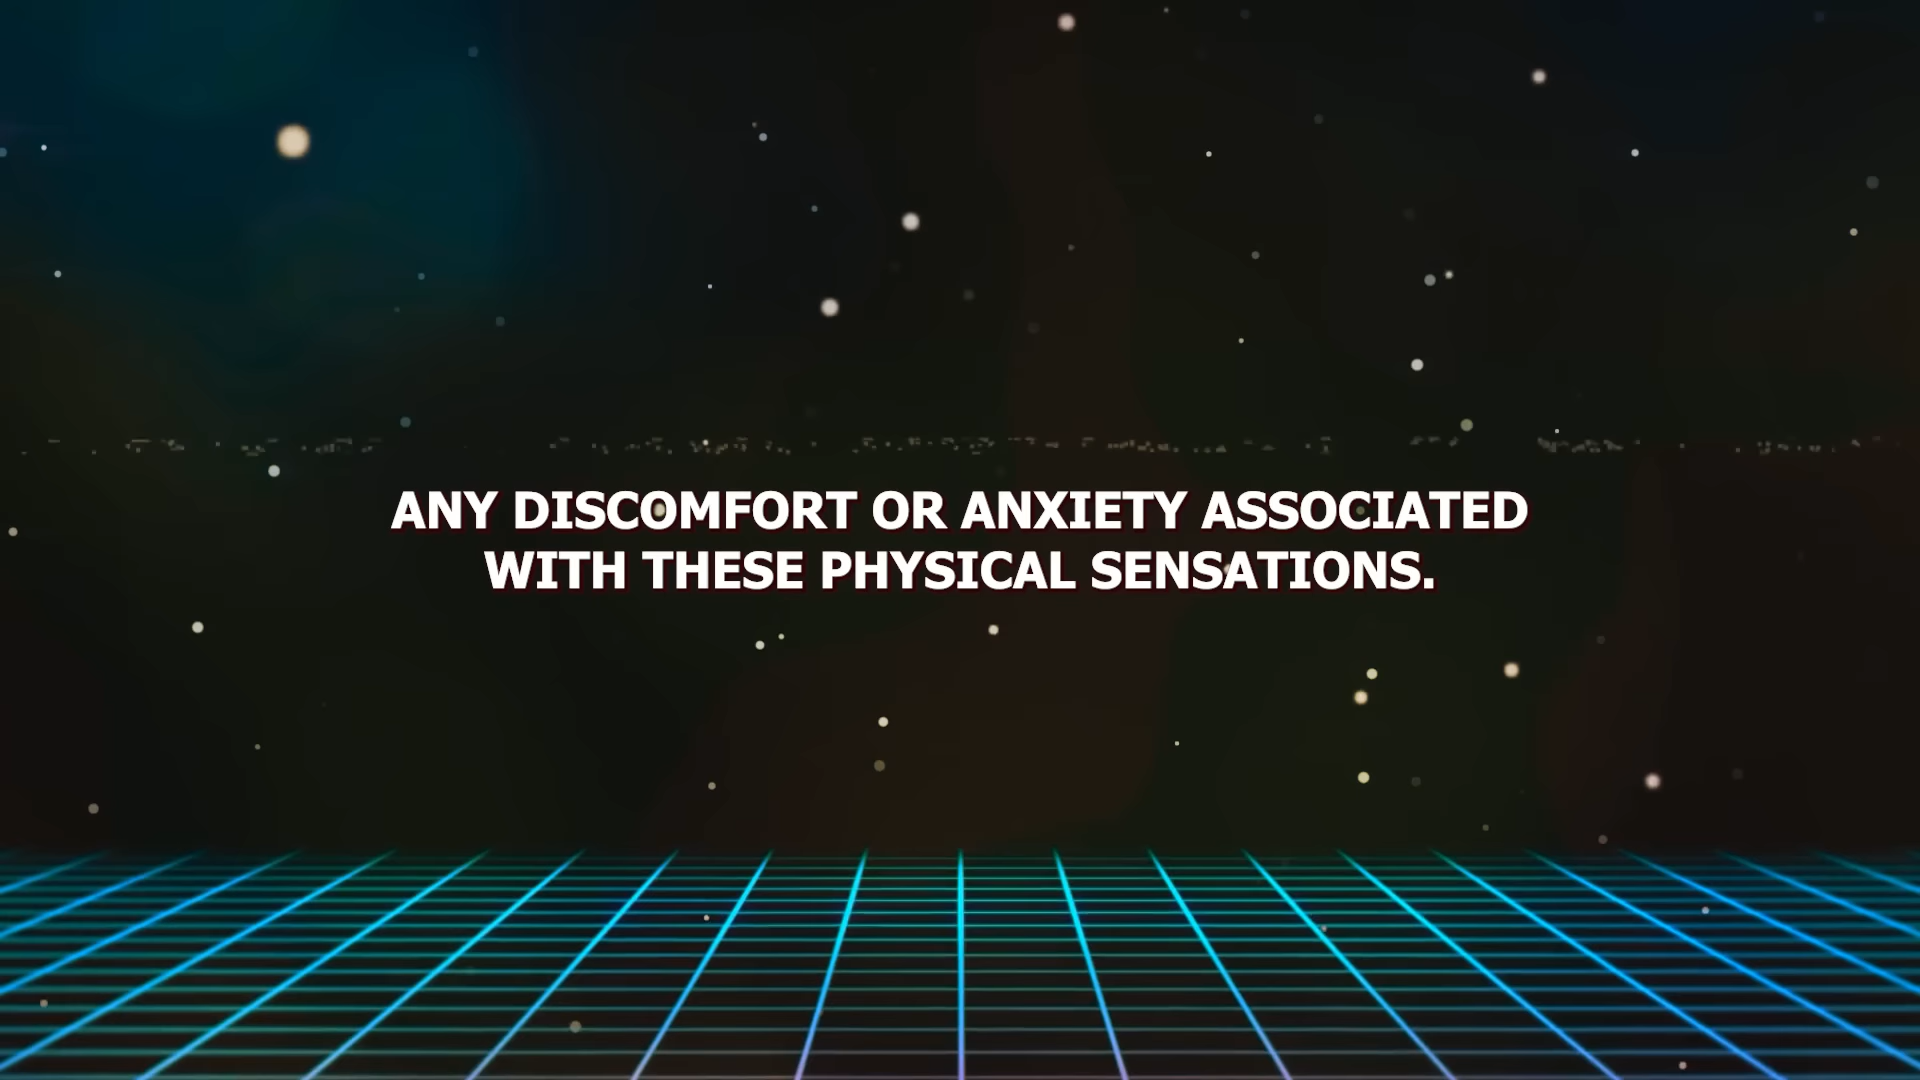 ANY DISCOMFORT OR ANXIETY ASSOCIATED
WITH THESE PHYSICAL SENSATIONS.